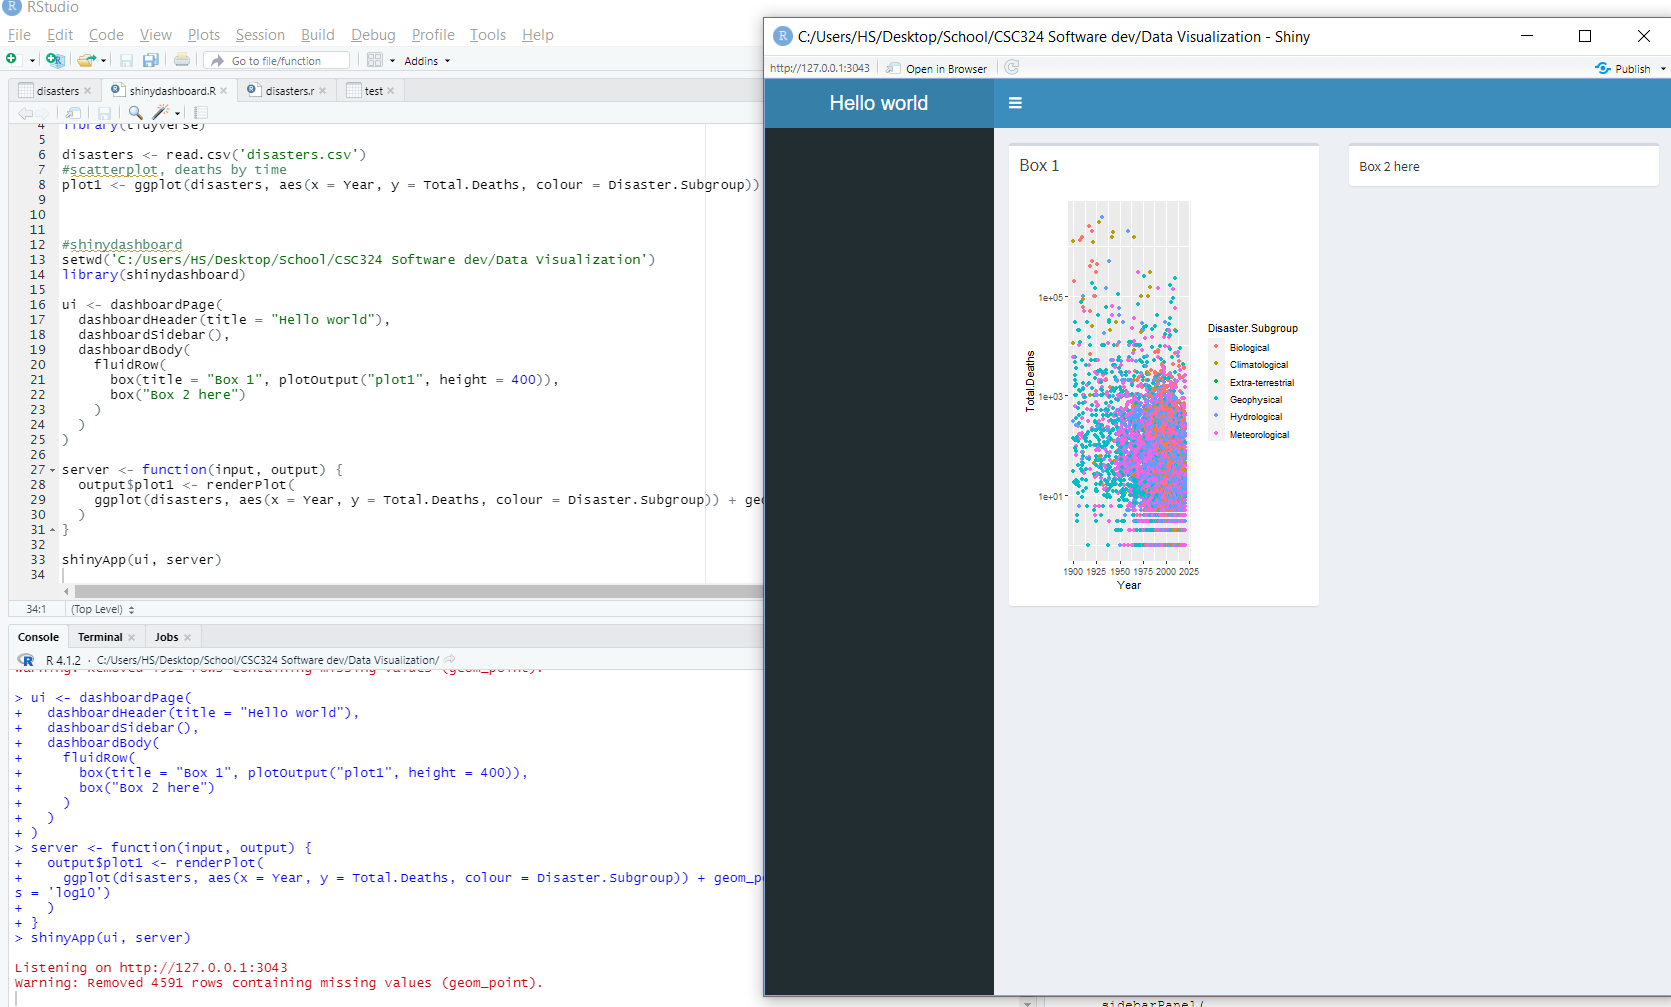 RStudio
File Edit Code View Plots Session Build Debug Profile Tools Help
Go to file/function Addins
disasters shinydashboard.R disasters.r test
4 library(tidyverse)
5
6 disasters <- read.csv('disasters.csv')
7 #scatterplot, deaths by time
8 plot1 <- ggplot(disasters, aes(x = Year, y = Total.Deaths, colour = Disaster.Subgroup))
9
10
11
12 #shinydashboard
13 setwd('C:/Users/HS/Desktop/School/CSC324 Software dev/Data Visualization')
14 library(shinydashboard)
15
16 ui <- dashboardPage(
17 dashboardHeader(title = "Hello world"),
18 dashboardSidebar(),
19 dashboardBody(
20 fluidRow(
21 box(title = "Box 1", plotOutput("plot1", height = 400)),
22 box("Box 2 here")
23 )
24 )
25 )
26
27 server <- function(input, output) {
28 output$plot1 <- renderPlot(
29 ggplot(disasters, aes(x = Year, y = Total.Deaths, colour = Disaster.Subgroup)) + geo
30 )
31 }
32
33 shinyApp(ui, server)
34
34:1 (Top Level)
Console Terminal Jobs
R 4.1.2 · C:/Users/HS/Desktop/School/CSC324 Software dev/Data Visualization/
Warning: Removed 4591 rows containing missing values (geom_point).
> ui <- dashboardPage(
+ dashboardHeader(title = "Hello world"),
+ dashboardSidebar(),
+ dashboardBody(
+ fluidRow(
+ box(title = "Box 1", plotOutput("plot1", height = 400)),
+ box("Box 2 here")
+ )
+ )
+ )
> server <- function(input, output) {
+ output$plot1 <- renderPlot(
+ ggplot(disasters, aes(x = Year, y = Total.Deaths, colour = Disaster.Subgroup)) + geom_p
s = 'log10')
+ )
+ }
> shinyApp(ui, server)
Listening on http://127.0.0.1:3043
Warning: Removed 4591 rows containing missing values (geom_point).
C:/Users/HS/Desktop/School/CSC324 Software dev/Data Visualization - Shiny
http://127.0.0.1:3043 Open in Browser Publish
Hello world
Box 1
Box 2 here
Total.Deaths
1e+05
1e+03
1e+01
1900 1925 1950 1975 2000 2025
Year
Disaster.Subgroup
Biological
Climatological
Extra-terrestrial
Geophysical
Hydrological
Meteorological
sidebarPanel(